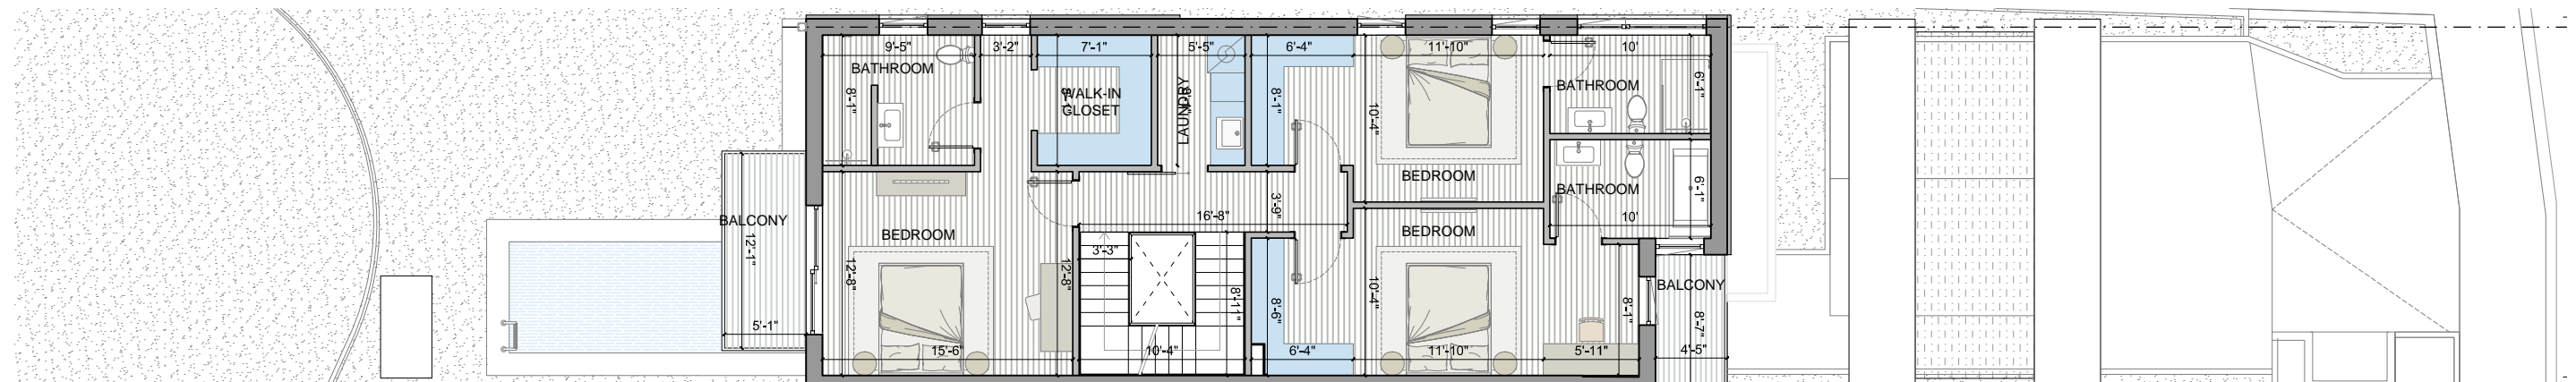 9'-5"
3'-2"
7'-1"
5'-5"
6'-4"
11'-10"
10'
BATHROOM
8'-1"
WALK-IN
CLOSET
LAUNDRY
8'-1"
10'-4"
BEDROOM
BATHROOM
6'-1"
BATHROOM
6'-1"
10'
BALCONY
12'-1"
5'-1"
BEDROOM
12'-8"
12'-8"
15'-6"
16'-8"
3'-9"
3'-3"
8'-11"
10'-4"
8'-6"
6'-4"
BEDROOM
10'-4"
11'-10"
8'-1"
5'-11"
BALCONY
8'-7"
4'-5"